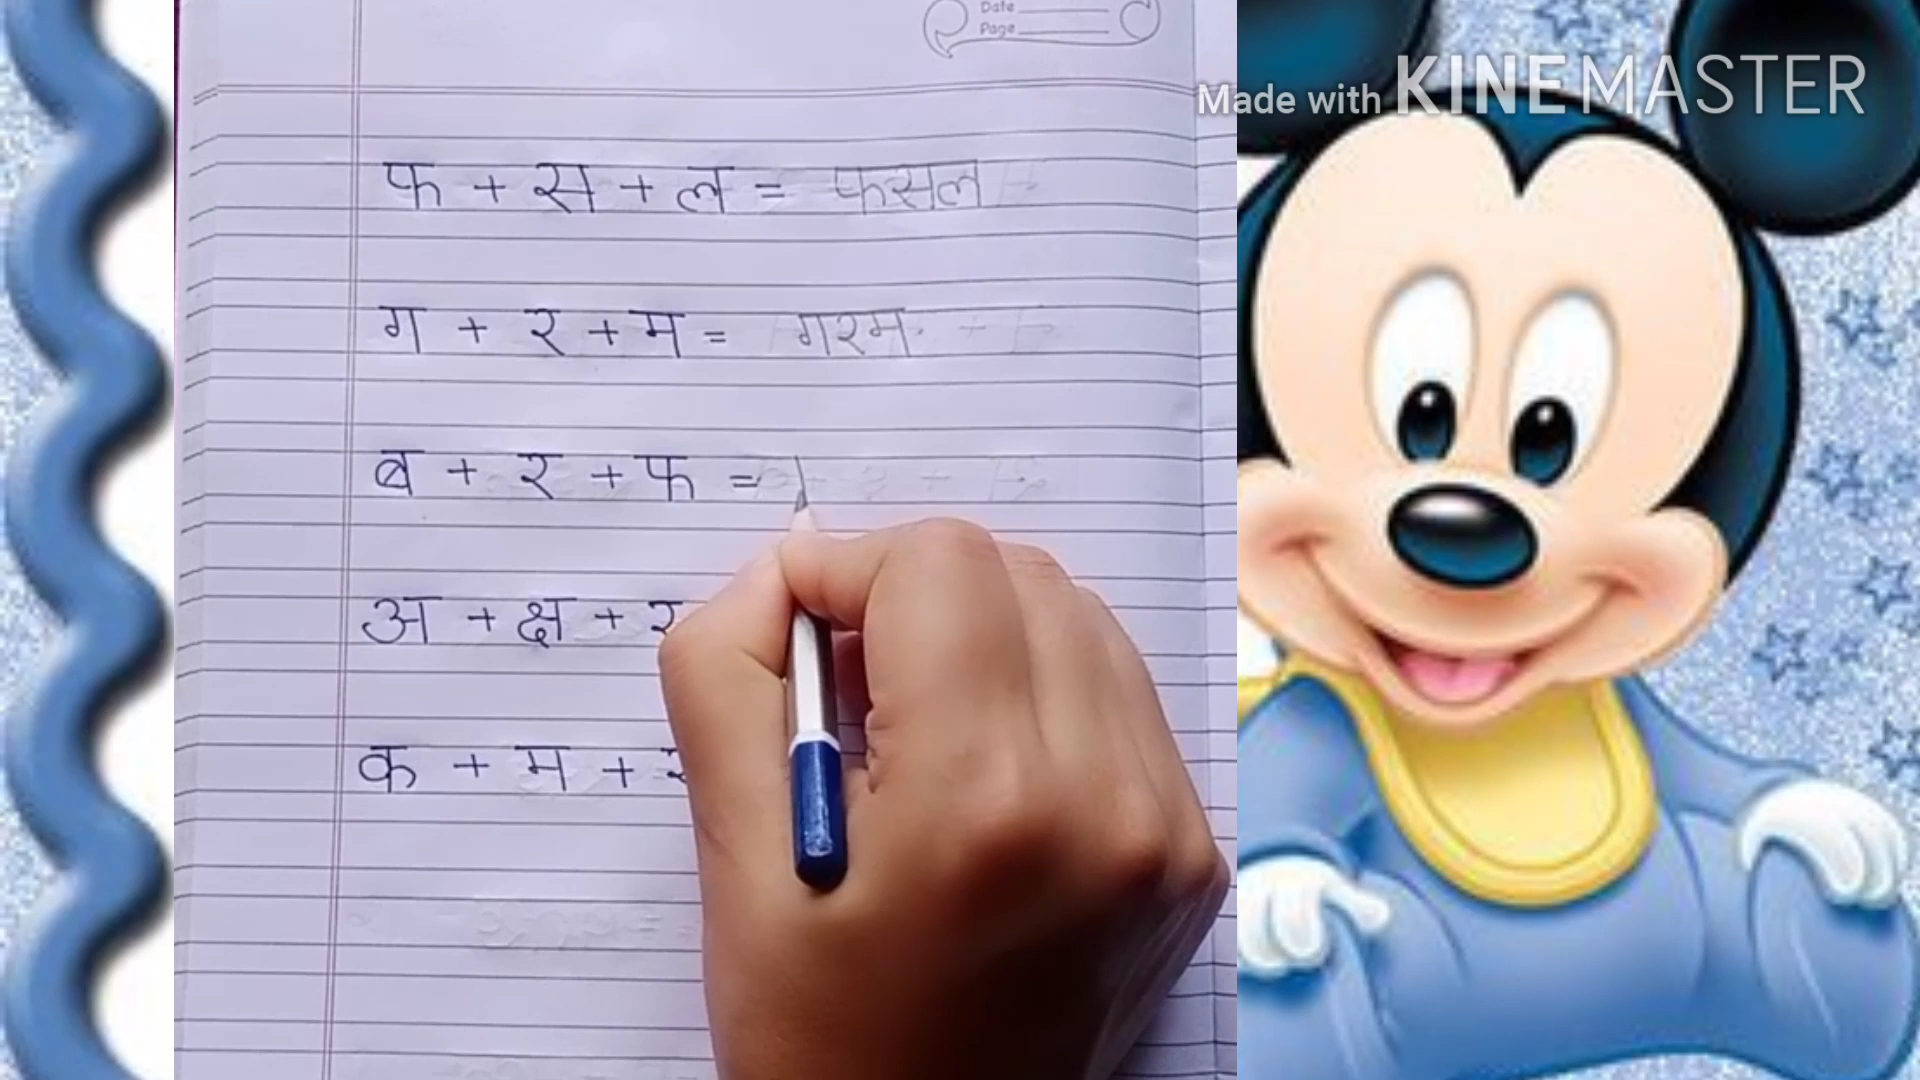 Date
Page
Made with KINEMASTER
फ + स + ल = फसल
ग + र + म = गरम
ब + र + फ =
अ + क्ष + र
क + म +